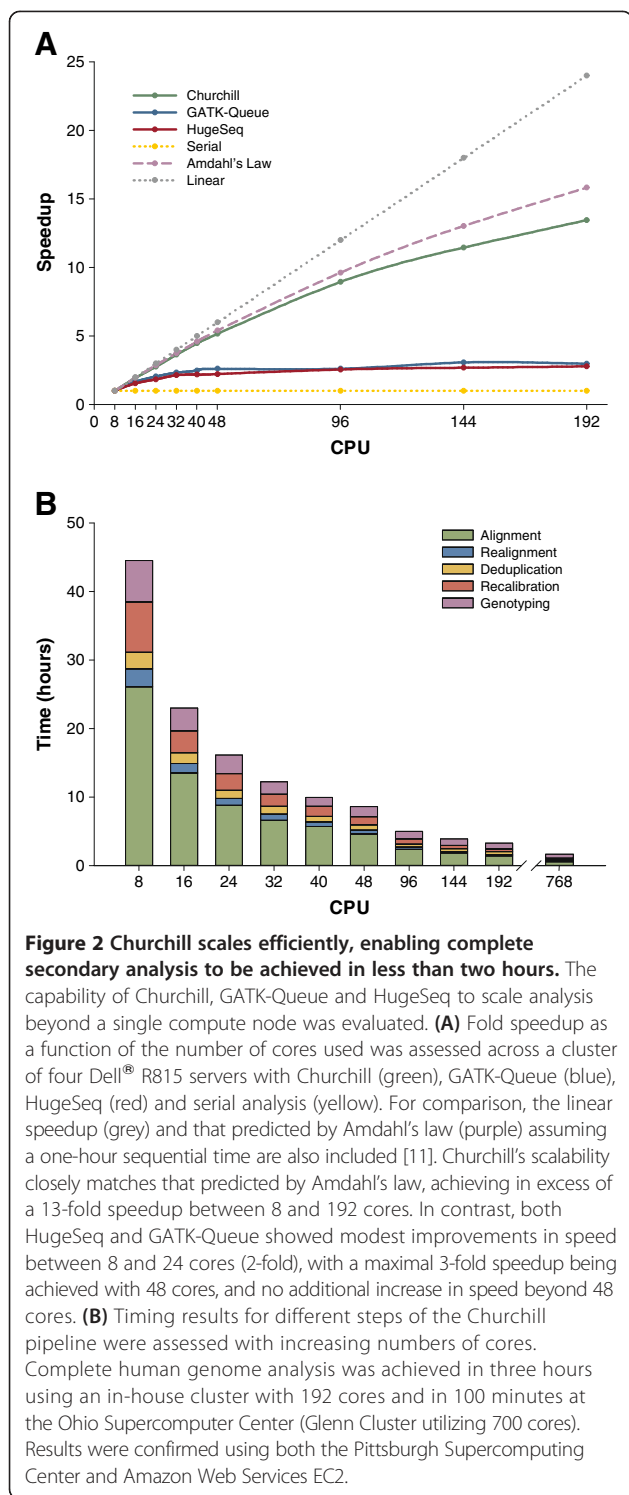 A
25
20
15
10
5
0
Speedup
Churchill
GATK-Queue
HugeSeq
Serial
Amdahl's Law
Linear
0 8 16 24 32 40 48 96 144 192
CPU
B
50
40
30
20
10
0
Time (hours)
Alignment
Realignment
Deduplication
Recalibration
Genotyping
8 16 24 32 40 48 96 144 192 768
CPU
Figure 2 Churchill scales efficiently, enabling complete
secondary analysis to be achieved in less than two hours. The
capability of Churchill, GATK-Queue and HugeSeq to scale analysis
beyond a single compute node was evaluated. (A) Fold speedup as
a function of the number of cores used was assessed across a cluster
of four Dell® R815 servers with Churchill (green), GATK-Queue (blue),
HugeSeq (red) and serial analysis (yellow). For comparison, the linear
speedup (grey) and that predicted by Amdahl's law (purple) assuming
a one-hour sequential time are also included [11]. Churchill's scalability
closely matches that predicted by Amdahl's law, achieving in excess of
a 13-fold speedup between 8 and 192 cores. In contrast, both
HugeSeq and GATK-Queue showed modest improvements in speed
between 8 and 24 cores (2-fold), with a maximal 3-fold speedup being
achieved with 48 cores, and no additional increase in speed beyond 48
cores. (B) Timing results for different steps of the Churchill
pipeline were assessed with increasing numbers of cores.
Complete human genome analysis was achieved in three hours
using an in-house cluster with 192 cores and in 100 minutes at
the Ohio Supercomputer Center (Glenn Cluster utilizing 700 cores).
Results were confirmed using both the Pittsburgh Supercomputing
Center and Amazon Web Services EC2.